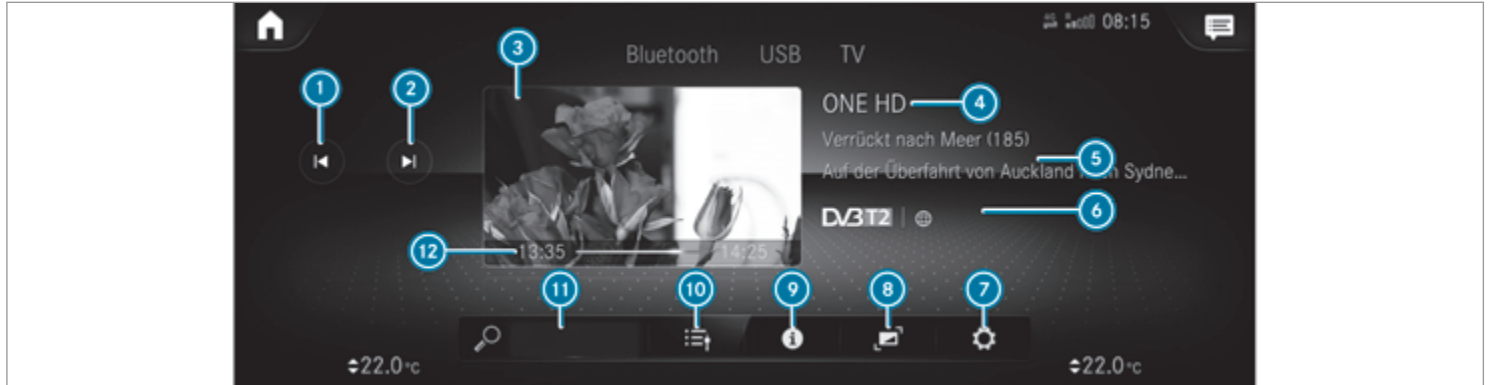 08:15
Bluetooth USB TV
1
2
3
ONE HD
4
Verrückt nach Meer (185)
Auf der Überfahrt von Auckland Sydne...
5
DVB T2
6
12
13:35
14:25
11
10
9
8
7
22.0 °C
22.0 °C